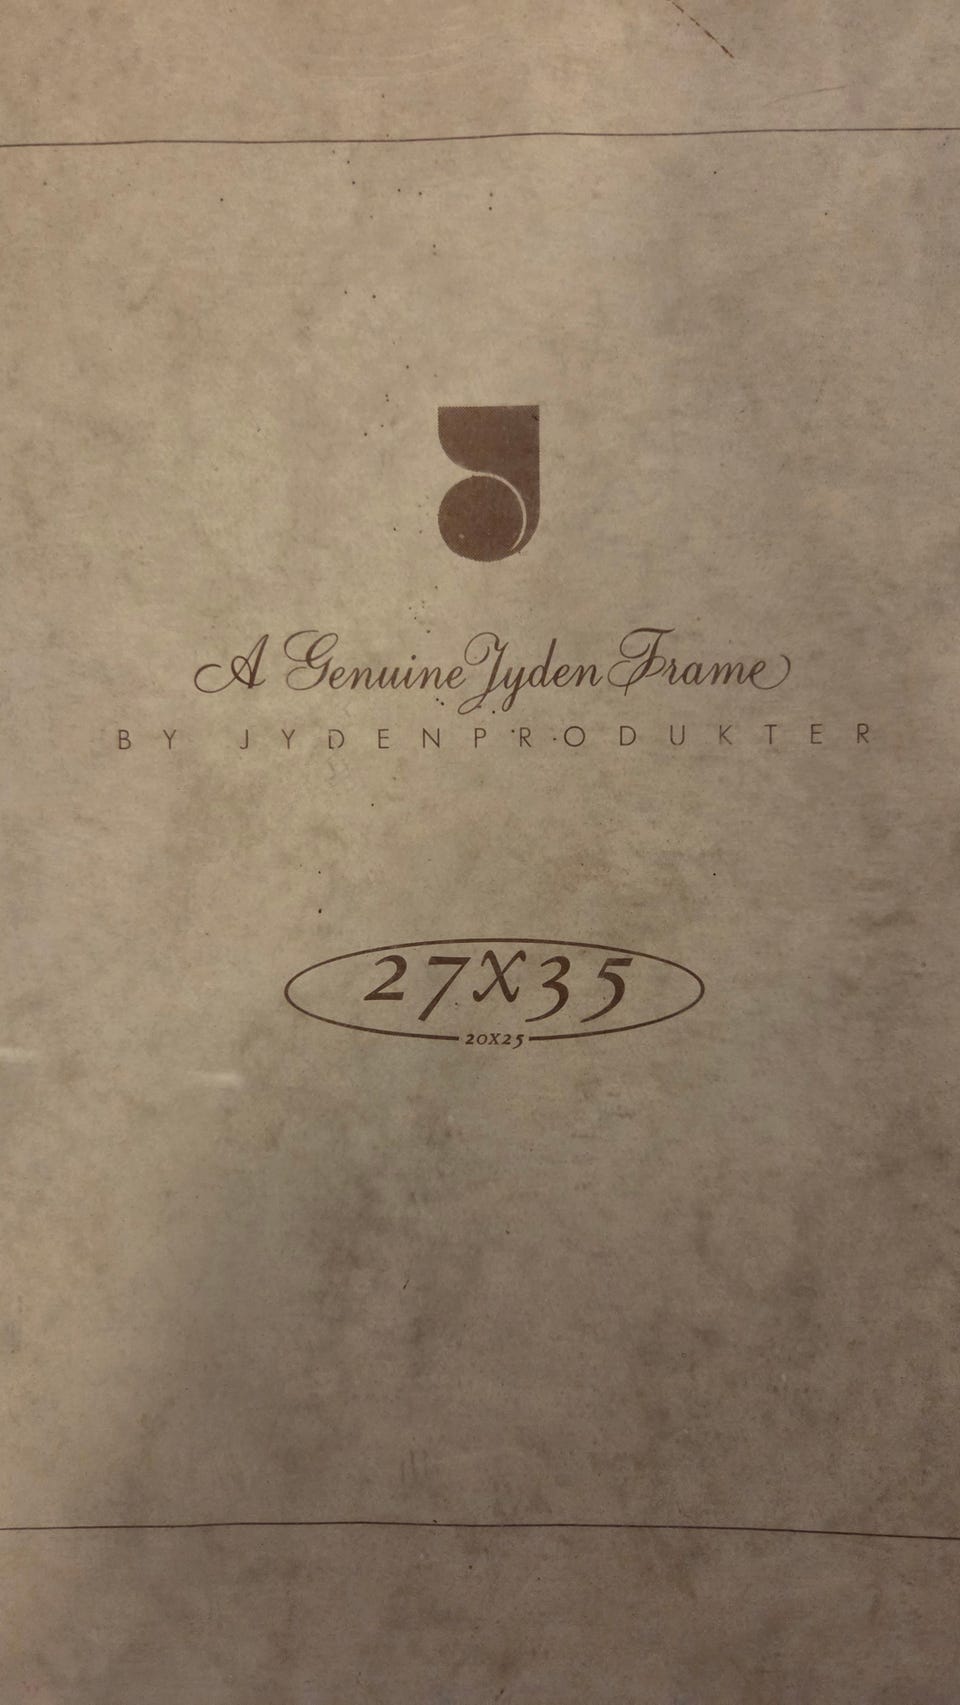 A Genuine Jyden Frame
BY JYDENPRODUKTER
27X35
20X25